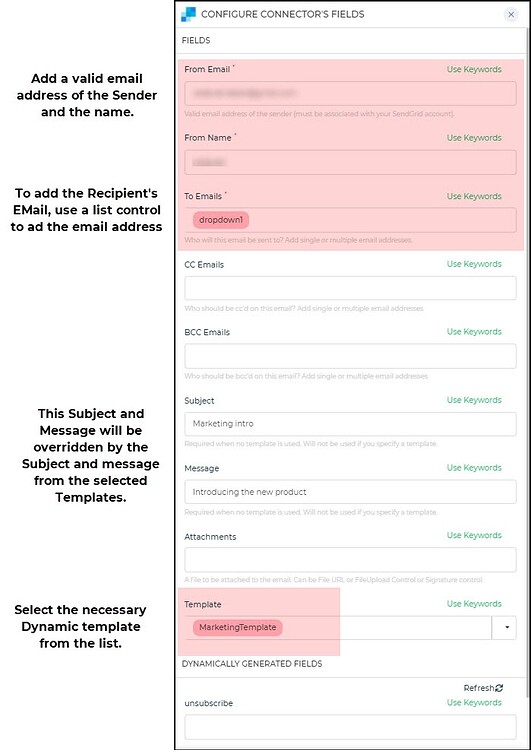 CONFIGURE CONNECTOR'S FIELDS
FIELDS
Add a valid email
address of the Sender
and the name.
From Email * Use Keywords
Valid email address of the sender (must be associated with your SendGrid account).
From Name * Use Keywords
To add the Recipient's
EMail, use a list control
to ad the email address
To Emails * Use Keywords
dropdown1
Who will this email be sent to? Add single or multiple email addresses.
CC Emails Use Keywords
Who should be cc'd on this email? Add single or multiple email addresses.
BCC Emails Use Keywords
Who should be bcc'd on this email? Add single or multiple email addresses
This Subject and
Message will be
overridden by the
Subject and message
from the selected
Templates.
Subject Use Keywords
Marketing intro
Required when no template is used. Will not be used if you specify a template.
Message Use Keywords
Introducing the new product
Required when no template is used. Will not be used if you specify a template.
Attachments Use Keywords
A file to be attached to the email. Can be File URL or FileUpload Control or Signature control.
Select the necessary
Dynamic template
from the list.
Template Use Keywords
MarketingTemplate
DYNAMICALLY GENERATED FIELDS
Refresh
unsubscribe Use Keywords